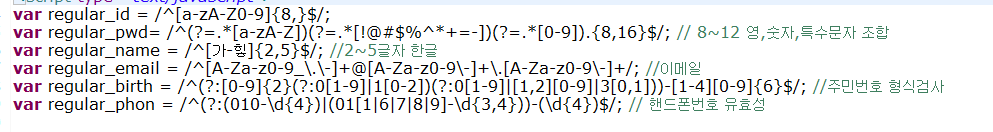 var regular_id = /^[a-zA-Z0-9]{8,}$/;
var regular_pwd= /^(?=.*[a-zA-Z])(?=.*[!@#$%^*+=-])(?=.*[0-9]).{8,16}$/; // 8~12 영,숫자,특수문자 조합
var regular_name = /^[가-힣]{2,5}$/; //2~5글자 한글
var regular_email = /^[A-Za-z0-9_\.\-]+@[A-Za-z0-9\-]+\.[A-Za-z0-9\-]+/; //이메일
var regular_birth = /^(?:[0-9]{2}(?:0[1-9]|1[0-2])(?:0[1-9]|[1,2][0-9]|3[0,1]))-[1-4][0-9]{6}$/; //주민번호 형식검사
var regular_phon = /^(?:(010-\d{4})|(01[1|6|7|8|9]-\d{3,4}))-(\d{4})$/; // 핸드폰번호 유효성